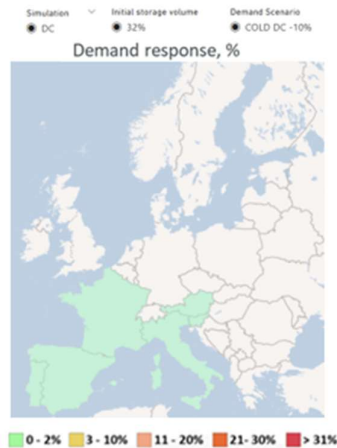 Simulation Initial storage volume Demand Scenario
DC 32% COLD DC -10%
Demand response, %
0 - 2% 3 - 10% 11 - 20% 21- 30% > 31%